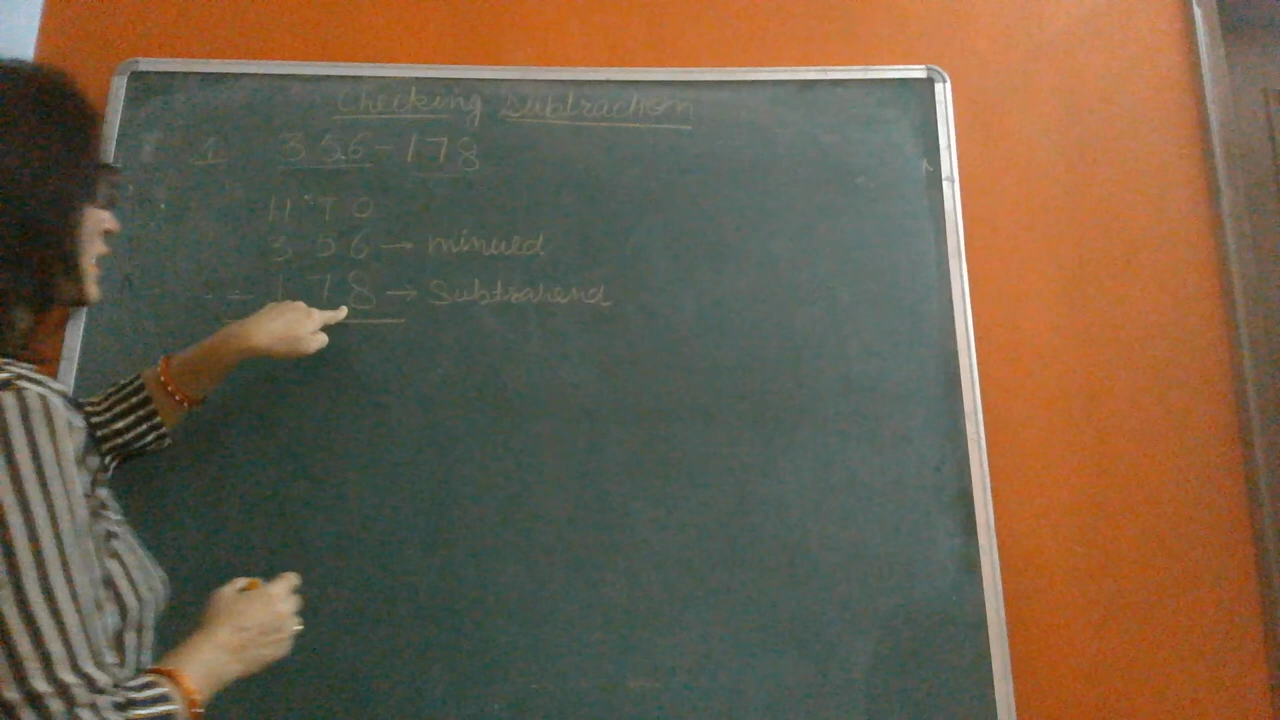 Checking Subtraction
1 356-178
H T O
3 5 6 → minued
- 1 7 8 → Subtrahend